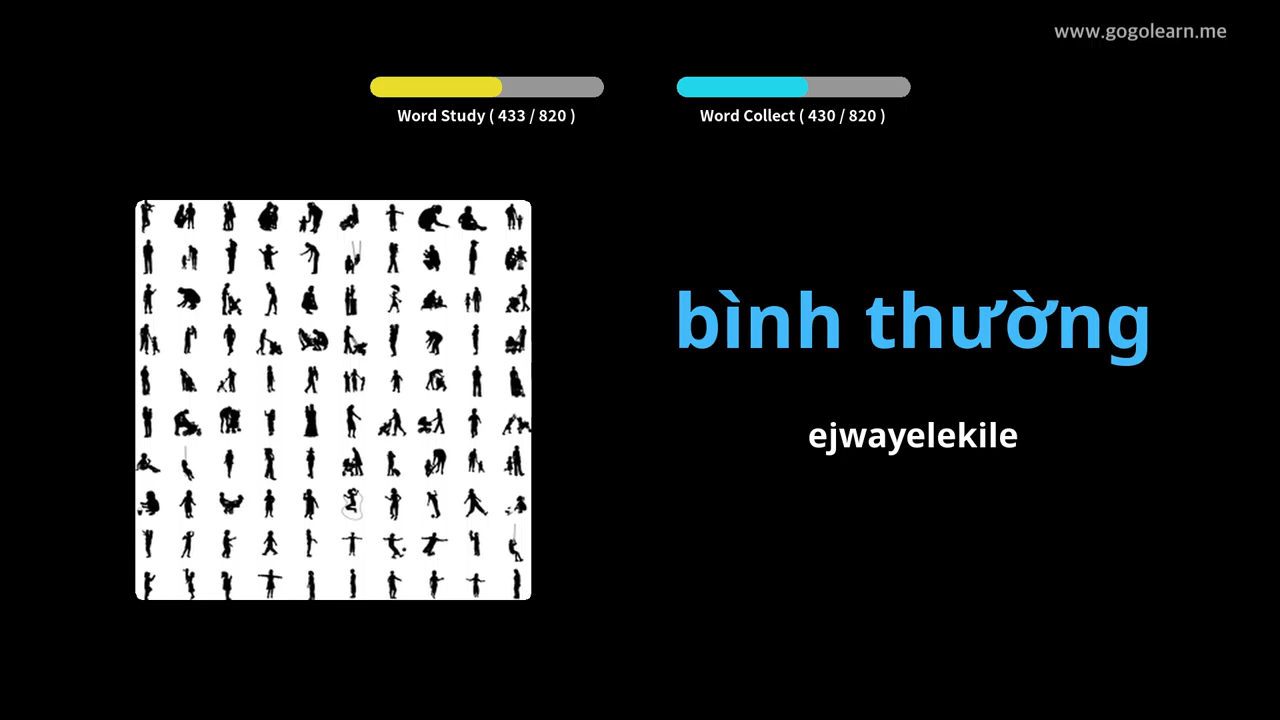 www.gogolearn.me
Word Study ( 433 / 820 )
Word Collect ( 430 / 820 )
bình thường
ejwayelekile